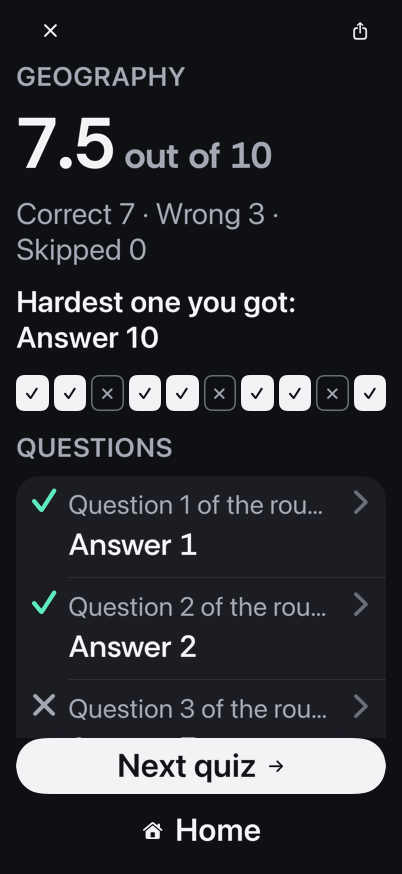 GEOGRAPHY
7.5 out of 10
Correct 7 · Wrong 3 ·
Skipped 0
Hardest one you got:
Answer 10
QUESTIONS
Question 1 of the rou...
Answer 1
Question 2 of the rou...
Answer 2
Question 3 of the rou...
Next quiz →
Home